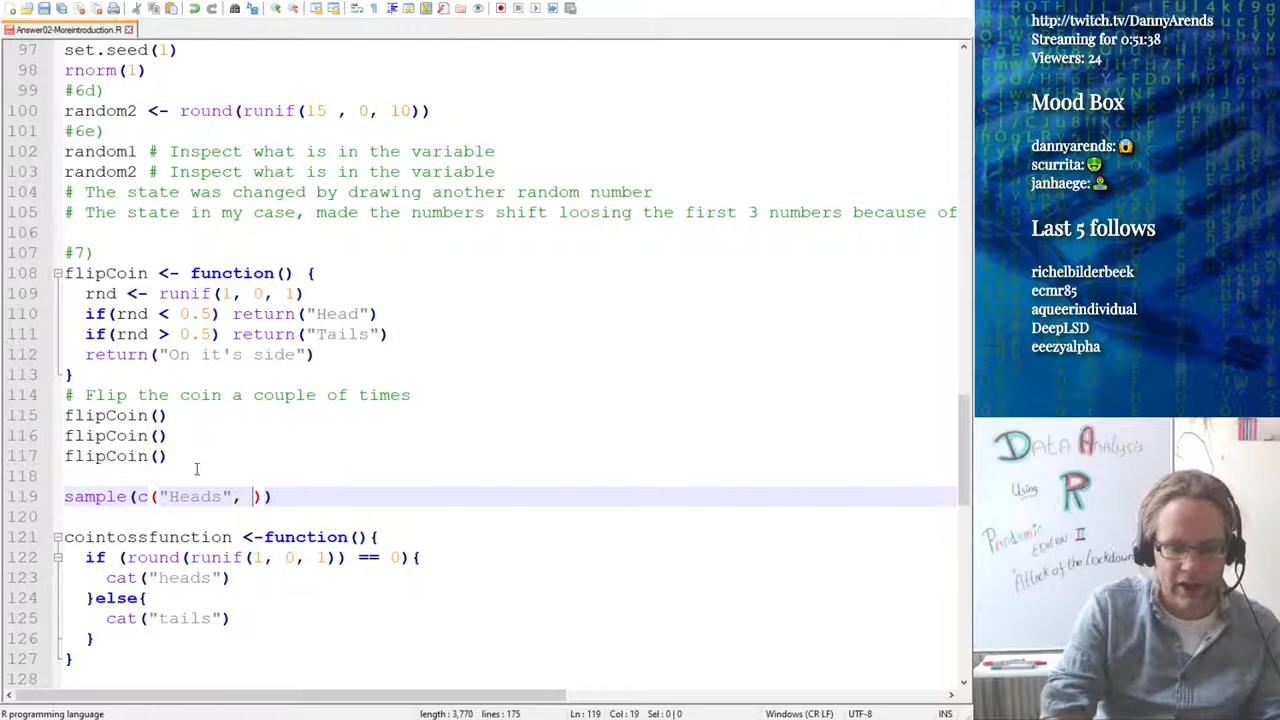 Answer02-Moreintroduction.R
97 set.seed(1)
98 rnorm(1)
99 #6d)
100 random2 <- round(runif(15 , 0, 10))
101 #6e)
102 random1 # Inspect what is in the variable
103 random2 # Inspect what is in the variable
104 # The state was changed by drawing another random number
105 # The state in my case, made the numbers shift loosing the first 3 numbers because of
106
107 #7)
108 flipCoin <- function() {
109 rnd <- runif(1, 0, 1)
110 if(rnd < 0.5) return("Head")
111 if(rnd > 0.5) return("Tails")
112 return("On it's side")
113 }
114 # Flip the coin a couple of times
115 flipCoin()
116 flipCoin()
117 flipCoin()
118
119 sample(c("Heads", ))
120
121 cointossfunction <-function(){
122 if (round(runif(1, 0, 1)) == 0){
123 cat("heads")
124 }else{
125 cat("tails")
126 }
127 }
128
R programming language length : 3,770 lines : 175 Ln : 119 Col : 19 Sel : 0 | 0 Windows (CR LF) UTF-8 INS
http://twitch.tv/DannyArends
Streaming for 0:51:38
Viewers: 24
Mood Box
dannyarends:
scurrita:
janhaege:
Last 5 follows
richelbilderbeek
ecmr85
aqueerindividual
DeepLSD
eeezyalpha
Data Analysis
Using R
Pandemic
Edition II
Attack of the Lockdown